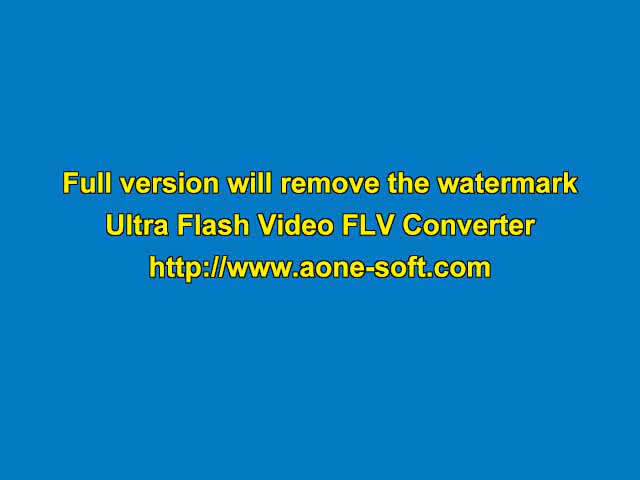 Full version will remove the watermark
Ultra Flash Video FLV Converter
http://www.aone-soft.com